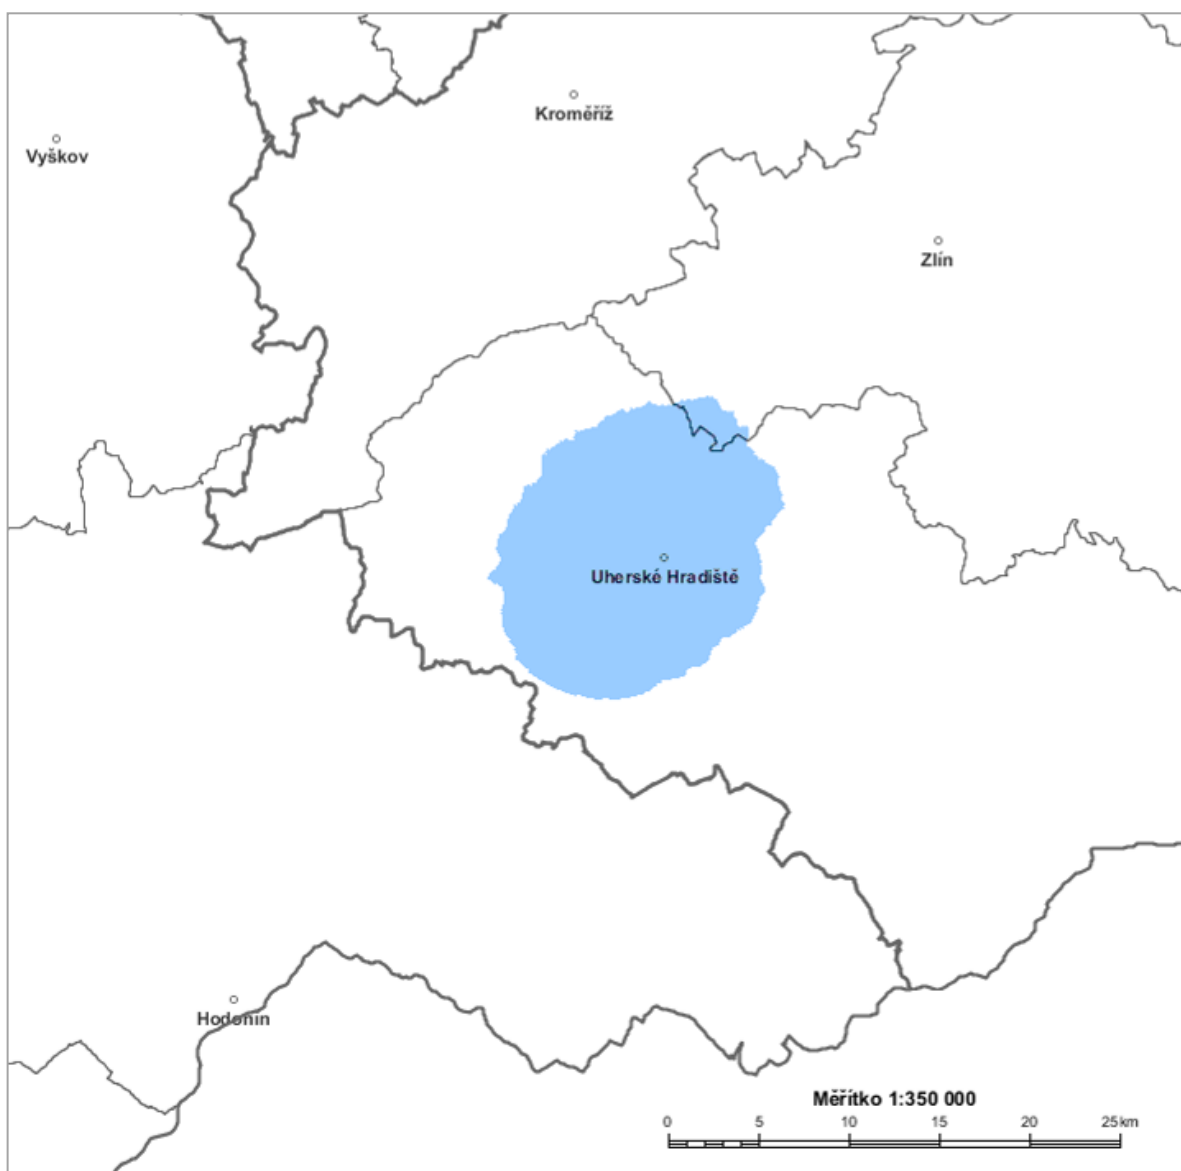 Kroměříž
Vyškov
Zlín
Uherské Hradiště
Hodonín
Měřítko 1:350 000
0 5 10 15 20 25km